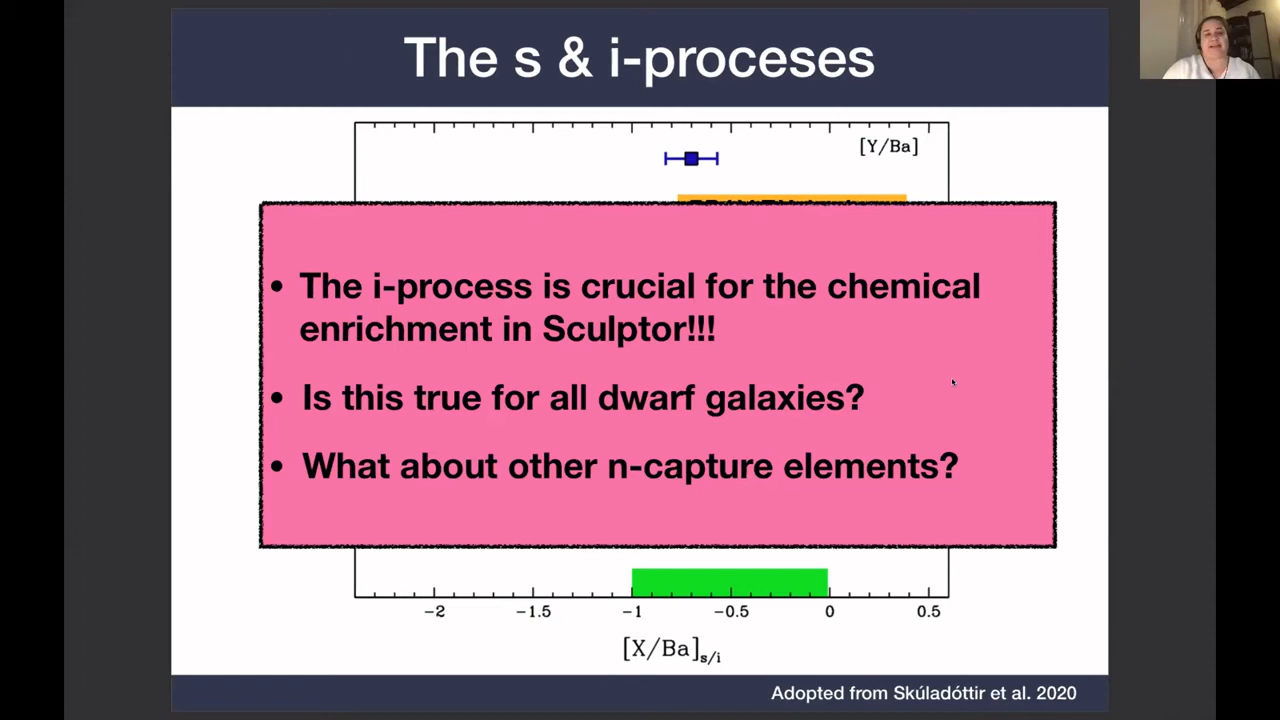 The s & i-proceses
[Y/Ba]
• The i-process is crucial for the chemical
enrichment in Sculptor!!!
• Is this true for all dwarf galaxies?
• What about other n-capture elements?
−2 −1.5 −1 −0.5 0 0.5
[X/Ba]s/i
Adopted from Skúladóttir et al. 2020